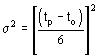 σ² = [(tₚ − tₒ)/6]²